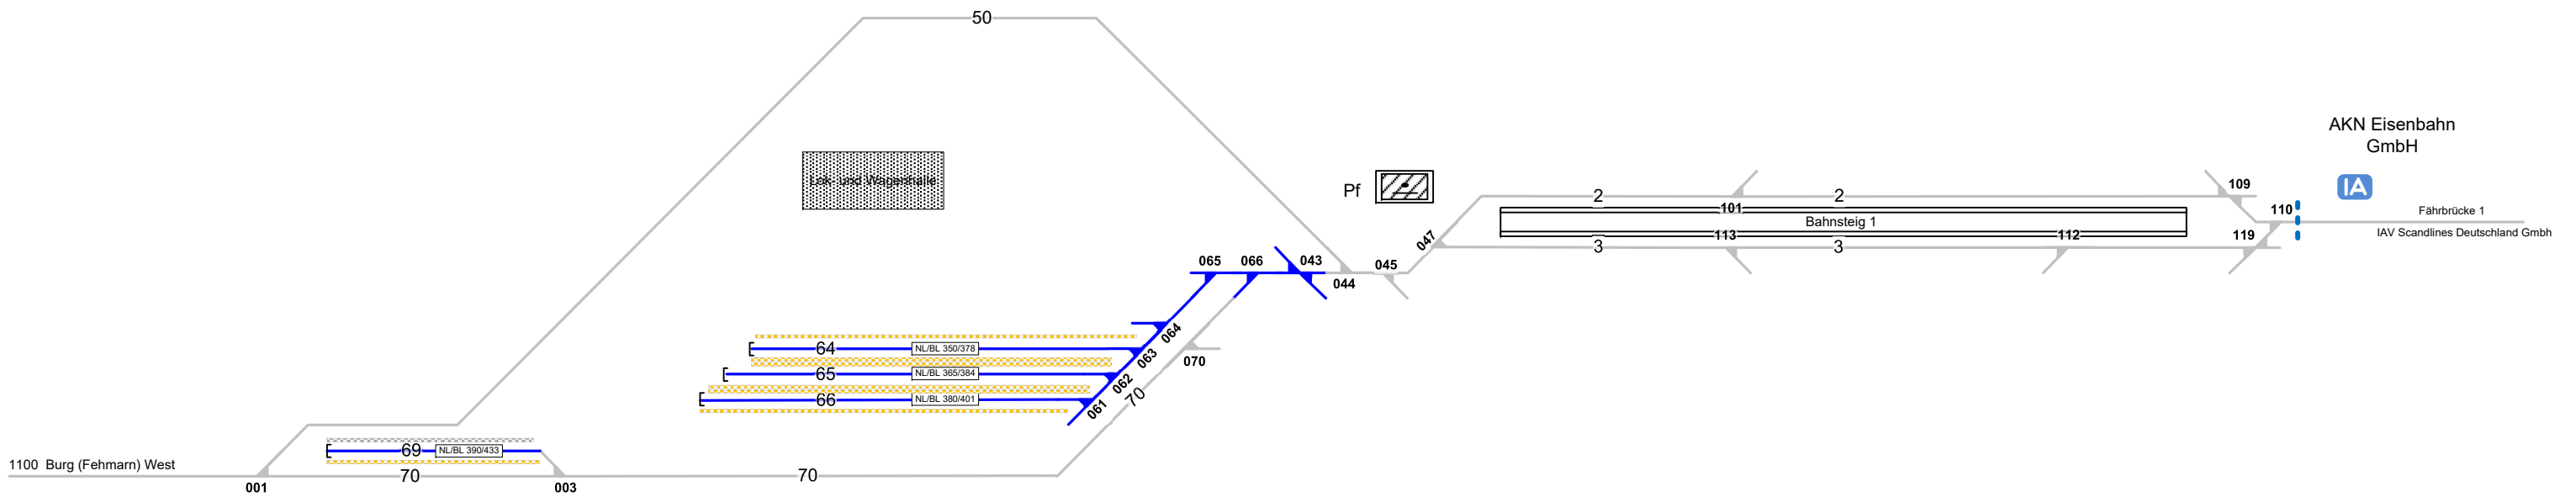 50
AKN Eisenbahn
GmbH
IA
Lok- und Wagenhalle
Pf
2
2
109
101
Bahnsteig 1
110
Fährbrücke 1
IAV Scandlines Deutschland Gmbh
047
3
113
3
112
119
065
066
043
045
044
064
64
NL/BL 350/378
063
070
65
NL/BL 365/384
062
66
NL/BL 380/401
061
70
69
NL/BL 390/433
1100 Burg (Fehmarn) West
70
70
001
003